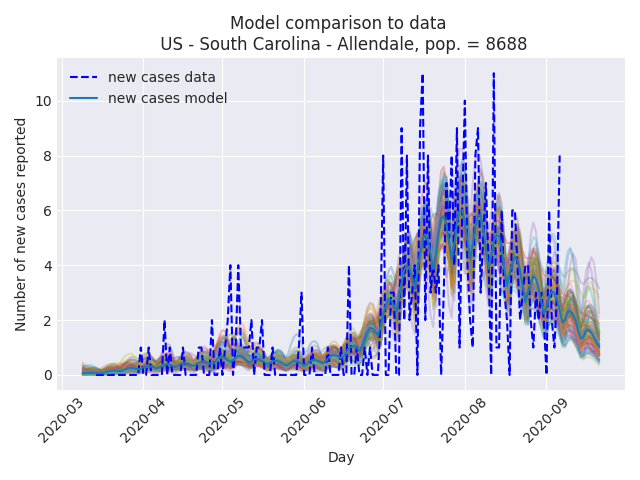 Model comparison to data
US - South Carolina - Allendale, pop. = 8688
new cases data
new cases model
Number of new cases reported
10
8
6
4
2
0
2020-03
2020-04
2020-05
2020-06
2020-07
2020-08
2020-09
Day